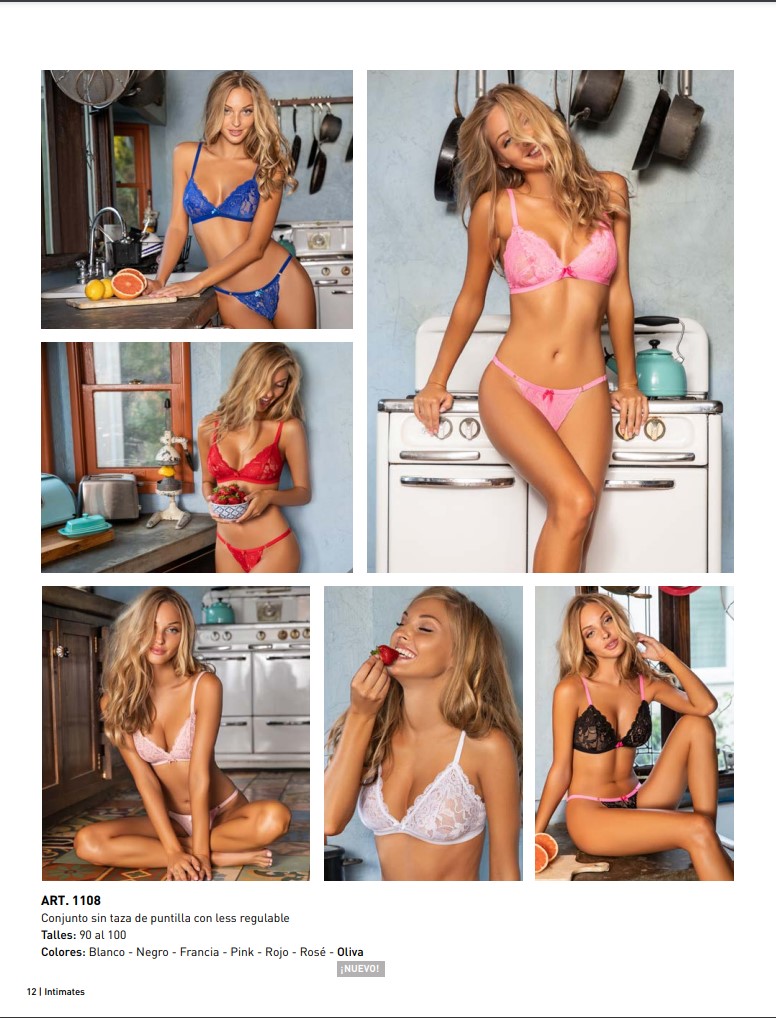 ART. 1108
Conjunto sin taza de puntilla con less regulable
Talles: 90 al 100
Colores: Blanco - Negro - Francia - Pink - Rojo - Rosé - Oliva
¡NUEVO!
12 | Intimates